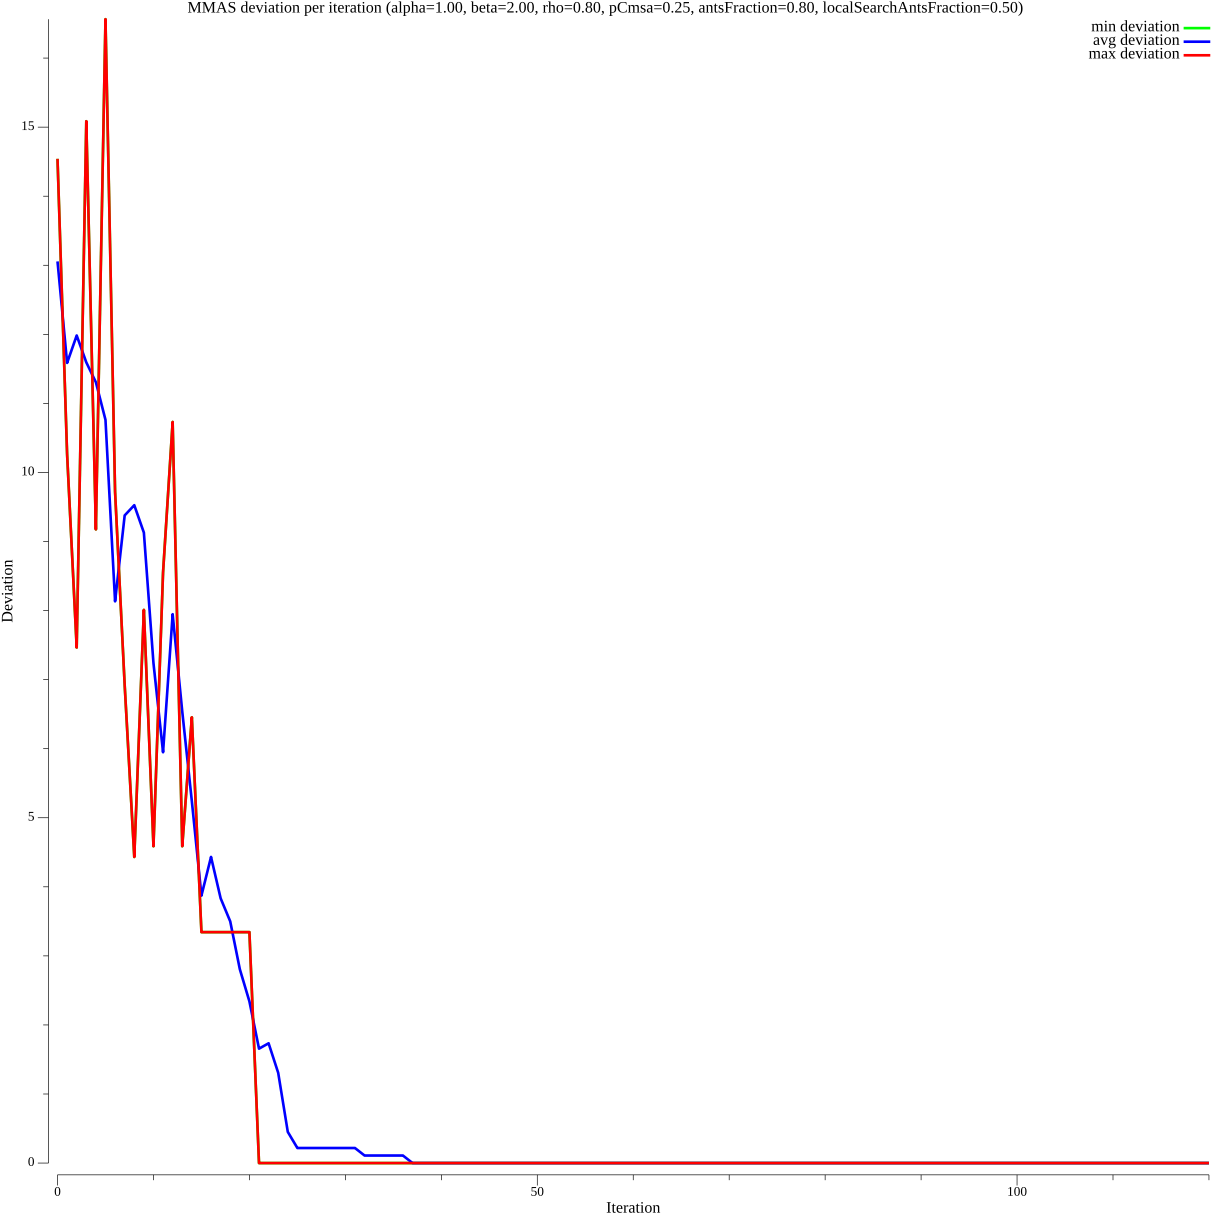 MMAS deviation per iteration (alpha=1.00, beta=2.00, rho=0.80, pCmsa=0.25, antsFraction=0.80, localSearchAntsFraction=0.50)
min deviation
avg deviation
max deviation
15
10
5
0
Deviation
0 50 100
Iteration